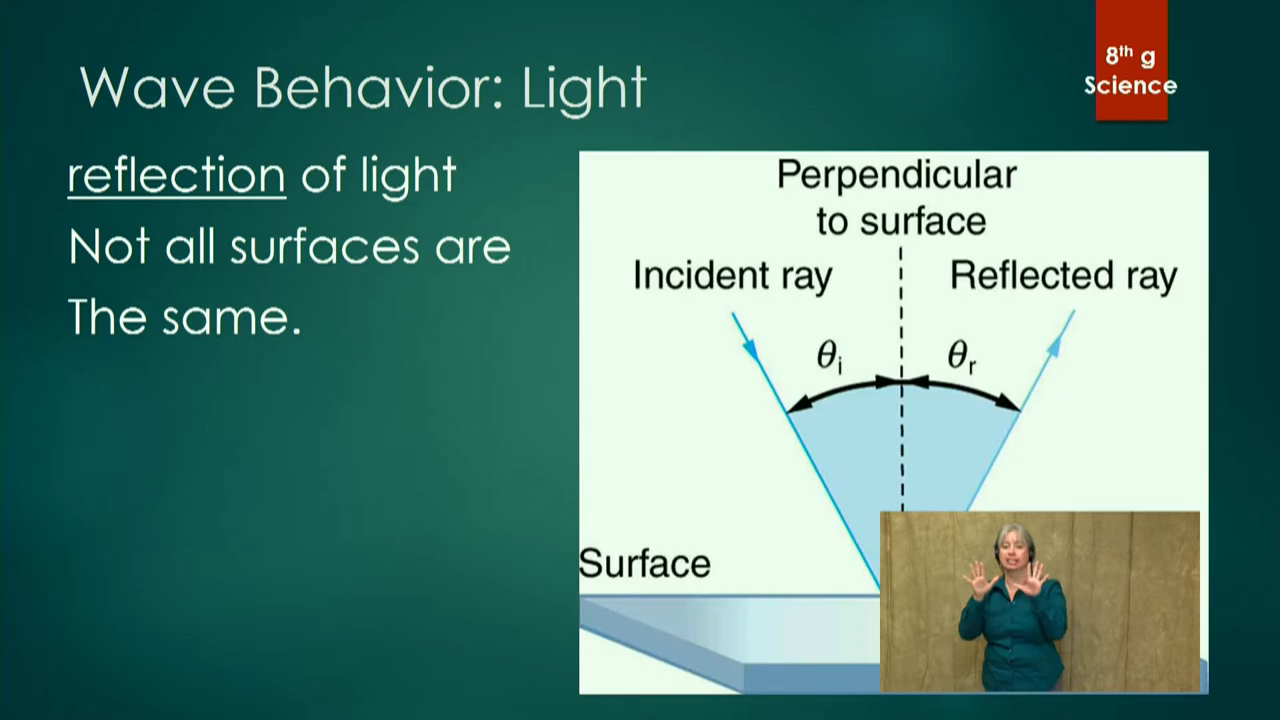 Wave Behavior: Light
8th g
Science
reflection of light
Not all surfaces are
The same.
Perpendicular
to surface
Incident ray
Reflected ray
θi
θr
Surface